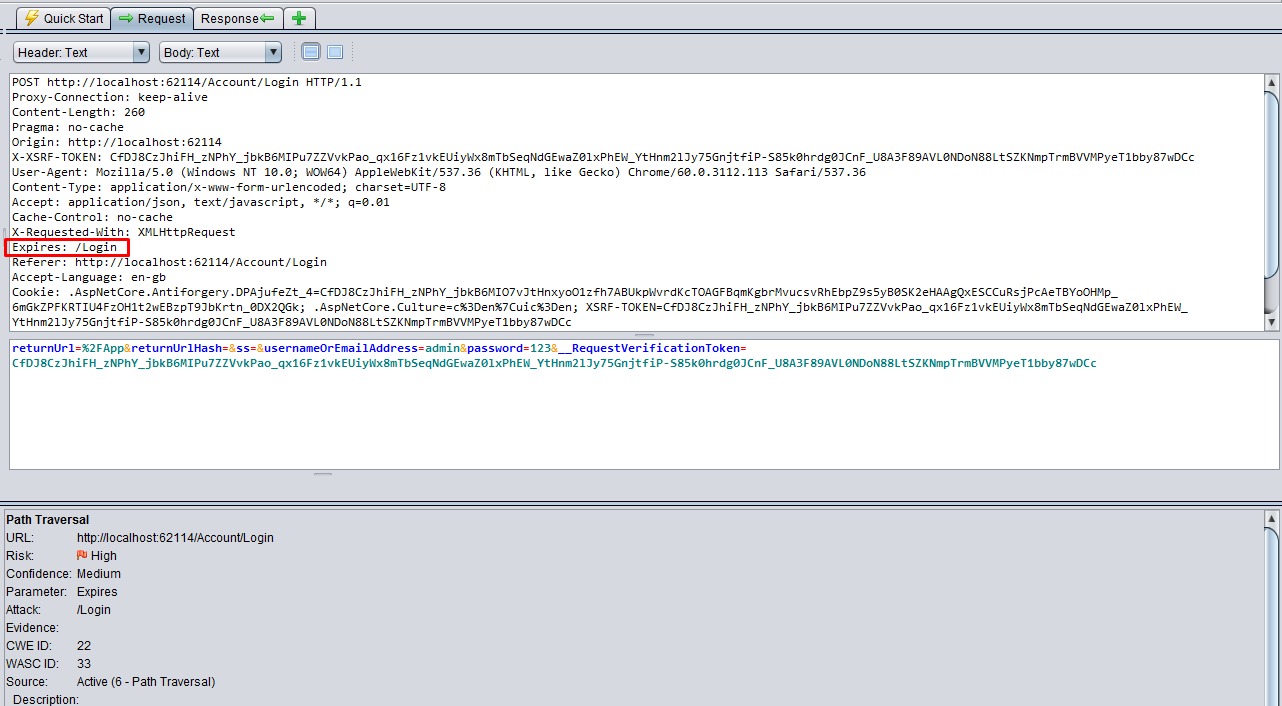 Quick Start
Request
Response
Header: Text
Body: Text
POST http://localhost:62114/Account/Login HTTP/1.1
Proxy-Connection: keep-alive
Content-Length: 260
Pragma: no-cache
Origin: http://localhost:62114
X-XSRF-TOKEN: CfDJ8CzJhiFH_zNPhY_jbkB6MIPu7ZZVvkPao_qx16Fz1vkEUiyWx8mTbSeqNdGEwaZ0lxPhEW_YtHnm2lJy75GnjtfiP-S85k0hrdg0JCnF_U8A3F89AVL0NDoN88LtSZKNmpTrmBVVMPyeT1bby87wDCc
User-Agent: Mozilla/5.0 (Windows NT 10.0; WOW64) AppleWebKit/537.36 (KHTML, like Gecko) Chrome/60.0.3112.113 Safari/537.36
Content-Type: application/x-www-form-urlencoded; charset=UTF-8
Accept: application/json, text/javascript, */*; q=0.01
Cache-Control: no-cache
X-Requested-With: XMLHttpRequest
Expires: /Login
Referer: http://localhost:62114/Account/Login
Accept-Language: en-gb
Cookie: .AspNetCore.Antiforgery.DPAjufeZt_4=CfDJ8CzJhiFH_zNPhY_jbkB6MIO7vJtHnxyoO1zfh7ABUkpWvrdKcTOAGFBqmKgbrMvucsvRhEbpZ9s5yB0SK2eHAAgQxESCCuRsjPcAeTBYoOHMp_
6mGkZPFKRTIU4FzOH1t2wEBzpT9JbKrtn_0DX2QGk; .AspNetCore.Culture=c%3Den%7Cuic%3Den; XSRF-TOKEN=CfDJ8CzJhiFH_zNPhY_jbkB6MIPu7ZZVvkPao_qx16Fz1vkEUiyWx8mTbSeqNdGEwaZ0lxPhEW_
YtHnm2lJy75GnjtfiP-S85k0hrdg0JCnF_U8A3F89AVL0NDoN88LtSZKNmpTrmBVVMPyeT1bby87wDCc
returnUrl=%2FApp&returnUrlHash=&ss=&usernameOrEmailAddress=admin&password=123&__RequestVerificationToken=
CfDJ8CzJhiFH_zNPhY_jbkB6MIPu7ZZVvkPao_qx16Fz1vkEUiyWx8mTbSeqNdGEwaZ0lxPhEW_YtHnm2lJy75GnjtfiP-S85k0hrdg0JCnF_U8A3F89AVL0NDoN88LtSZKNmpTrmBVVMPyeT1bby87wDCc
Path Traversal
URL: http://localhost:62114/Account/Login
Risk: High
Confidence: Medium
Parameter: Expires
Attack: /Login
Evidence:
CWE ID: 22
WASC ID: 33
Source: Active (6 - Path Traversal)
Description: